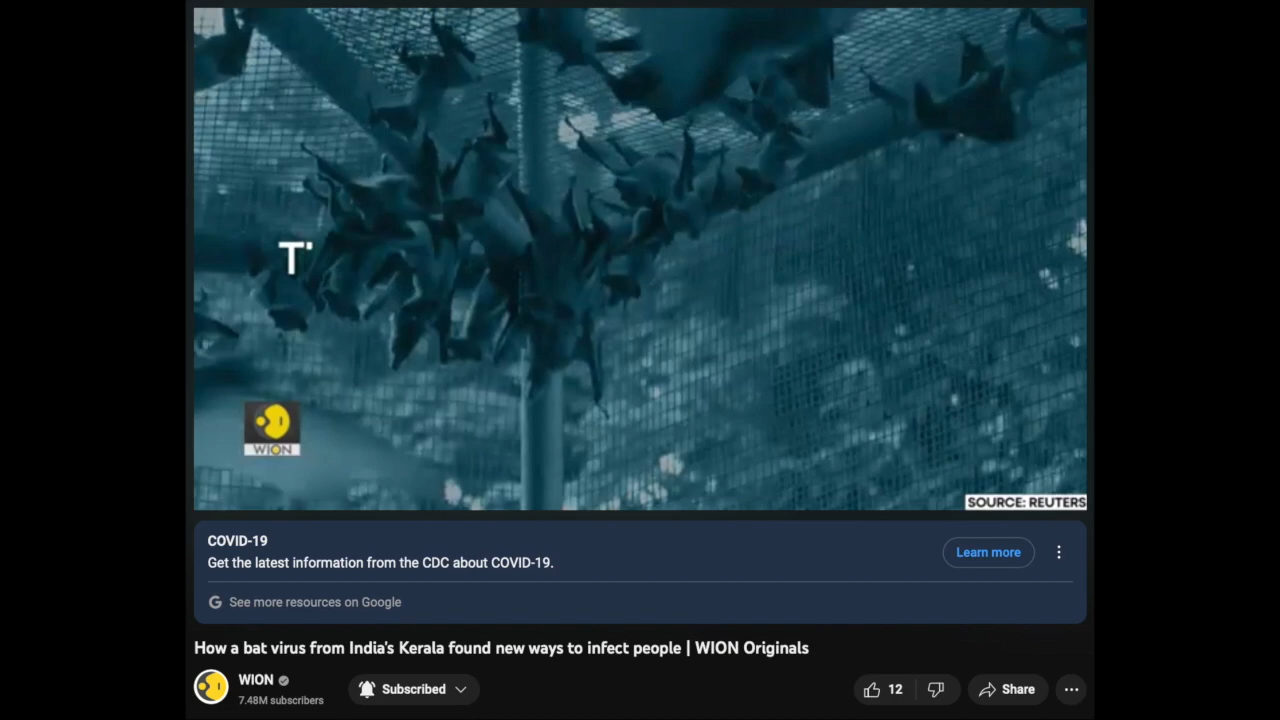 T'
WION
SOURCE: REUTERS
COVID-19
Get the latest information from the CDC about COVID-19.
Learn more
G See more resources on Google
How a bat virus from India's Kerala found new ways to infect people | WION Originals
WION
7.48M subscribers
Subscribed
12
Share